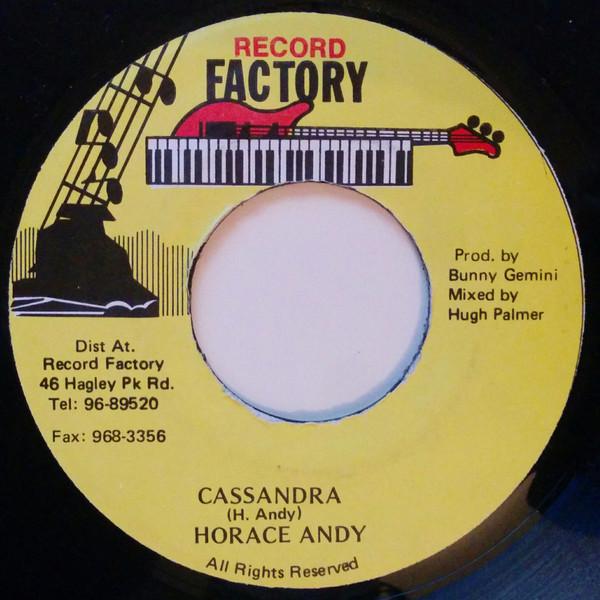 RECORD
FACTORY
Prod. by
Bunny Gemini
Mixed by
Hugh Palmer
Dist At.
Record Factory
46 Hagley Pk Rd.
Tel: 96-89520
Fax: 968-3356
CASSANDRA
(H. Andy)
HORACE ANDY
All Rights Reserved